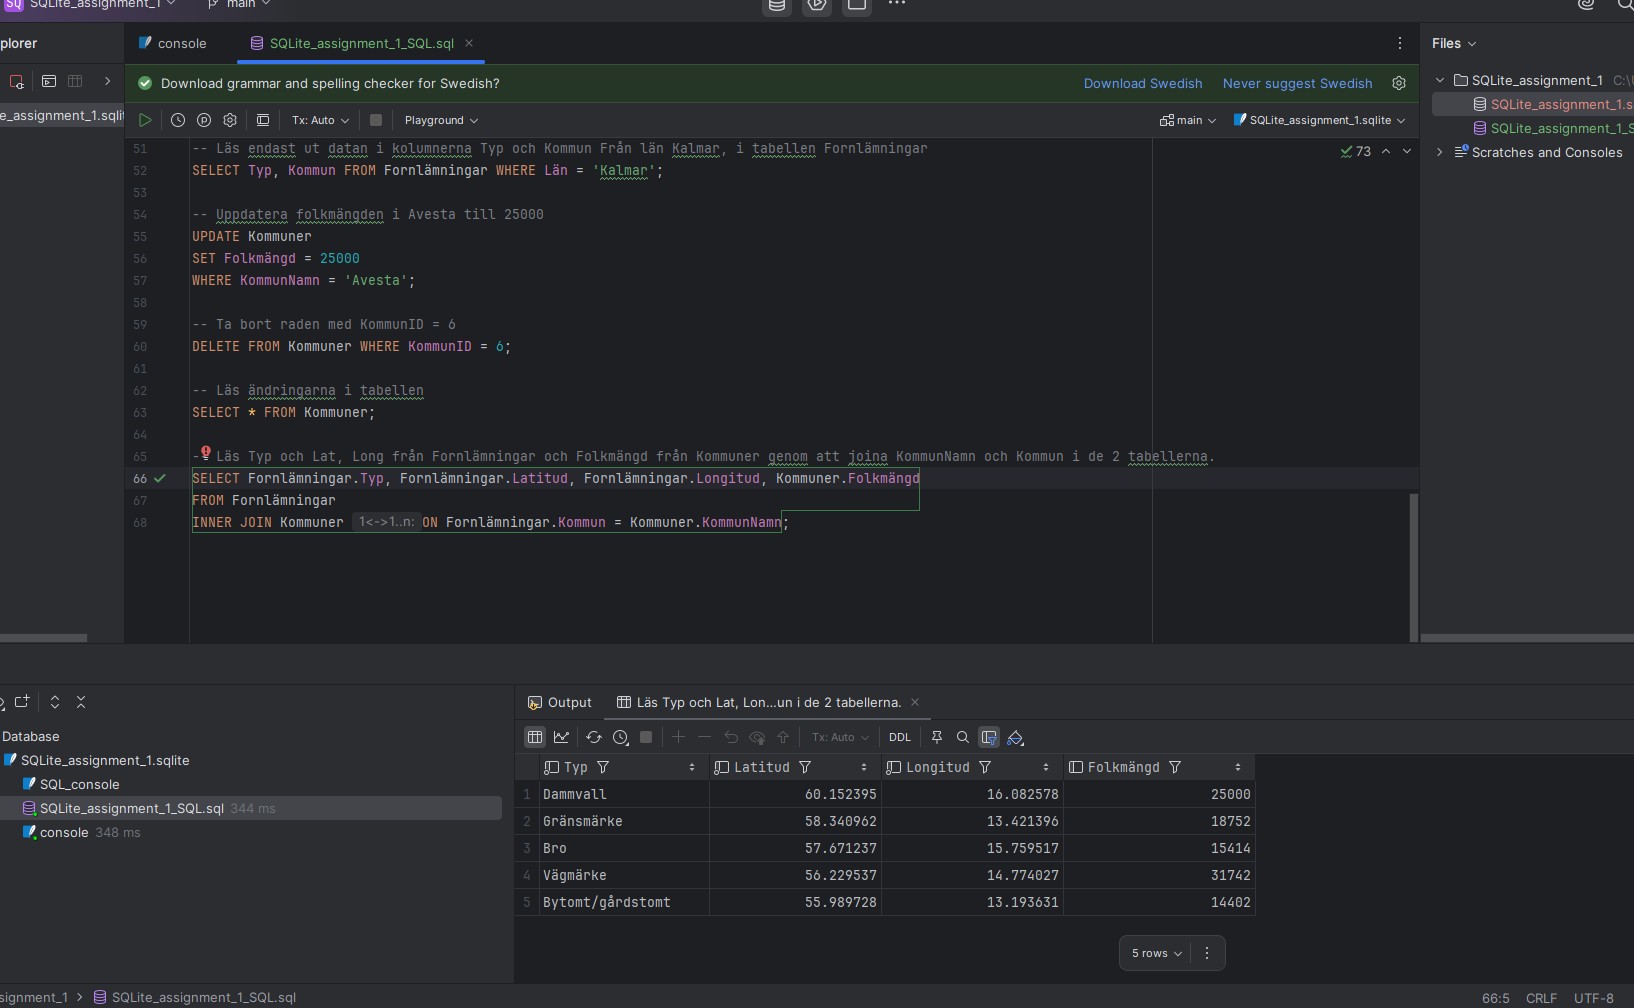 SQ SQLite_assignment_1 main
plorer
console SQLite_assignment_1_SQL.sql
Files
Download grammar and spelling checker for Swedish? Download Swedish Never suggest Swedish
Tx: Auto Playground main SQLite_assignment_1.sqlite
e_assignment_1.sqlit
SQLite_assignment_1 C:\
SQLite_assignment_1.s
SQLite_assignment_1_S
Scratches and Consoles
73
51 -- Läs endast ut datan i kolumnerna Typ och Kommun Från län Kalmar, i tabellen Fornlämningar
52 SELECT Typ, Kommun FROM Fornlämningar WHERE Län = 'Kalmar';
53
54 -- Uppdatera folkmängden i Avesta till 25000
55 UPDATE Kommuner
56 SET Folkmängd = 25000
57 WHERE KommunNamn = 'Avesta';
58
59 -- Ta bort raden med KommunID = 6
60 DELETE FROM Kommuner WHERE KommunID = 6;
61
62 -- Läs ändringarna i tabellen
63 SELECT * FROM Kommuner;
64
65 - Läs Typ och Lat, Long från Fornlämningar och Folkmängd från Kommuner genom att joina KommunNamn och Kommun i de 2 tabellerna.
66 SELECT Fornlämningar.Typ, Fornlämningar.Latitud, Fornlämningar.Longitud, Kommuner.Folkmängd
67 FROM Fornlämningar
68 INNER JOIN Kommuner 1<->1..n: ON Fornlämningar.Kommun = Kommuner.KommunNamn;
Database
SQLite_assignment_1.sqlite
SQL_console
SQLite_assignment_1_SQL.sql 344 ms
console 348 ms
Output Läs Typ och Lat, Lon...un i de 2 tabellerna.
Tx: Auto DDL
Typ Latitud Longitud Folkmängd
1 Dammvall 60.152395 16.082578 25000
2 Gränsmärke 58.340962 13.421396 18752
3 Bro 57.671237 15.759517 15414
4 Vägmärke 56.229537 14.774027 31742
5 Bytomt/gårdstomt 55.989728 13.193631 14402
5 rows
signment_1 > SQLite_assignment_1_SQL.sql
66:5 CRLF UTF-8